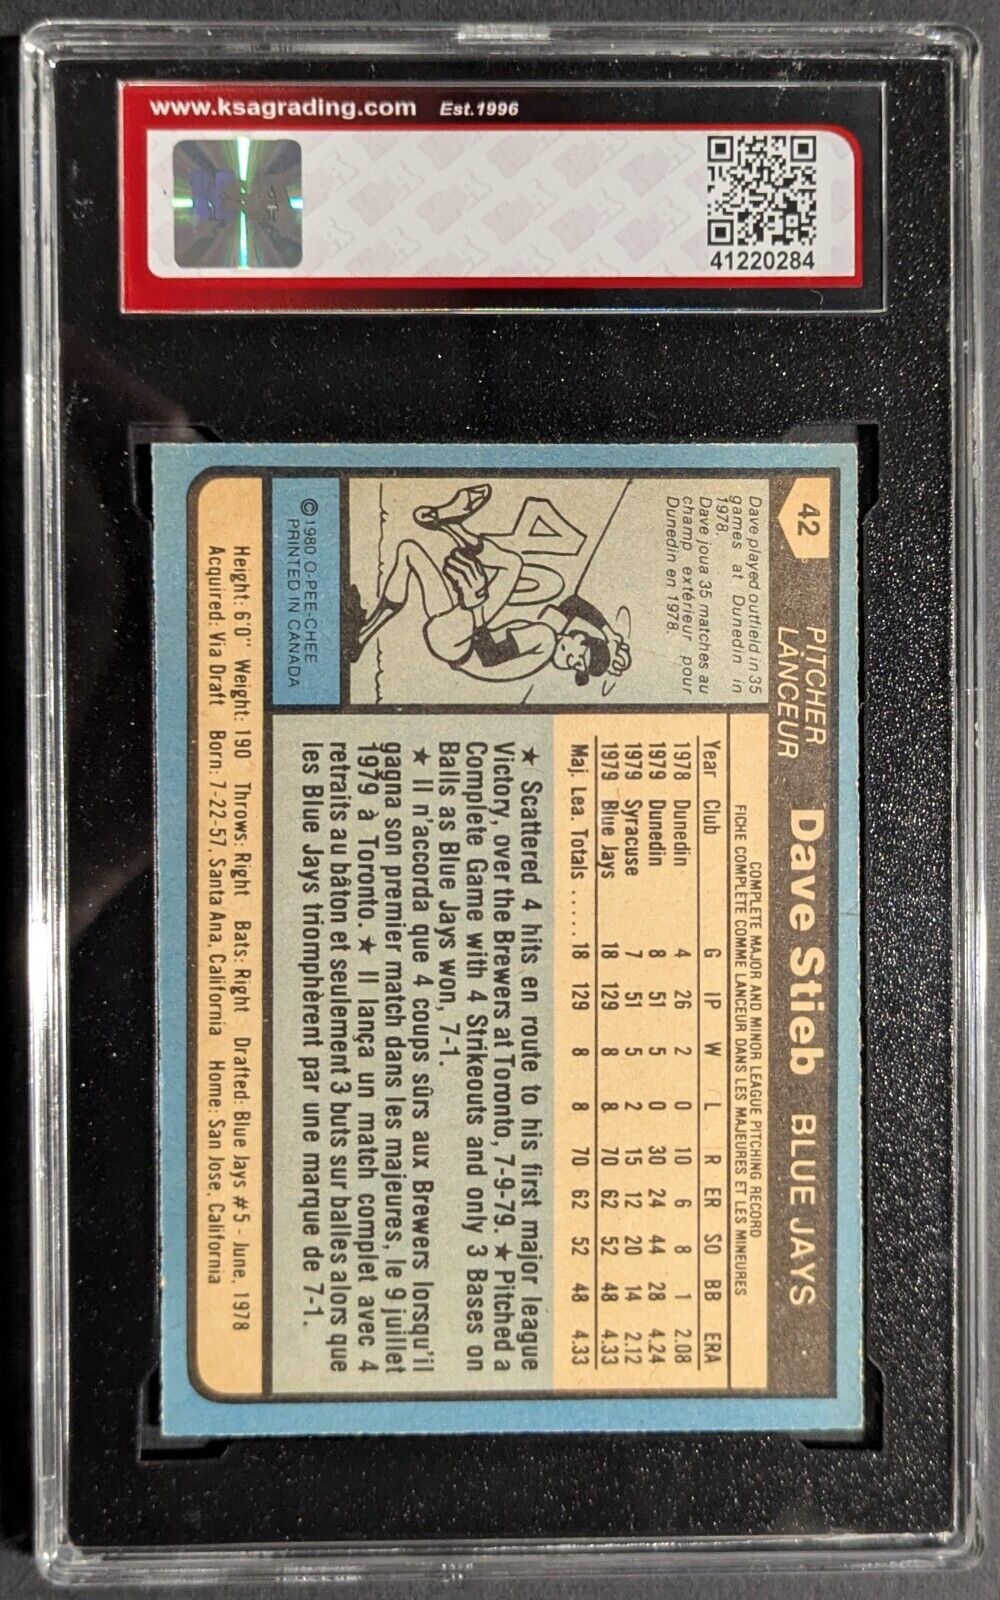 www.ksagrading.com Est.1996
41220284
42 PITCHER Dave Stieb BLUE JAYS
LANCEUR
Dave played outfield in 35
games at Dunedin in
1978.
Dave joua 35 matches au
champ extérieur pour
Dunedin en 1978.
40
©1980 O-PEE-CHEE
PRINTED IN CANADA
COMPLETE MAJOR AND MINOR LEAGUE PITCHING RECORD
FICHE COMPLETE COMME LANCEUR DANS LES MAJEURES ET LES MINEURES
Year Club G IP W L R ER SO BB ERA
1978 Dunedin 4 26 2 0 10 6 8 1 2.08
1979 Dunedin 8 51 5 0 30 24 44 28 4.24
1979 Syracuse 7 51 5 2 15 12 20 14 2.12
1979 Blue Jays 18 129 8 8 70 62 52 48 4.33
Maj. Lea. Totals ..... 18 129 8 8 70 62 52 48 4.33
★ Scattered 4 hits en route to his first major league
Victory, over the Brewers at Toronto, 7-9-79. ★ Pitched a
Complete Game with 4 Strikeouts and only 3 Bases on
Balls as Blue Jays won, 7-1.
★ Il n'accorda que 4 coups sûrs aux Brewers lorsqu'il
gagna son premier match dans les majeures, le 9 juillet
1979 à Toronto. ★ Il lança un match complet avec 4
retraits au bâton et seulement 3 buts sur balles alors que
les Blue Jays triomphèrent par une marque de 7-1.
Height: 6'0" Weight: 190 Throws: Right Bats: Right Drafted: Blue Jays #5 - June, 1978
Acquired: Via Draft Born: 7-22-57, Santa Ana, California Home: San Jose, California